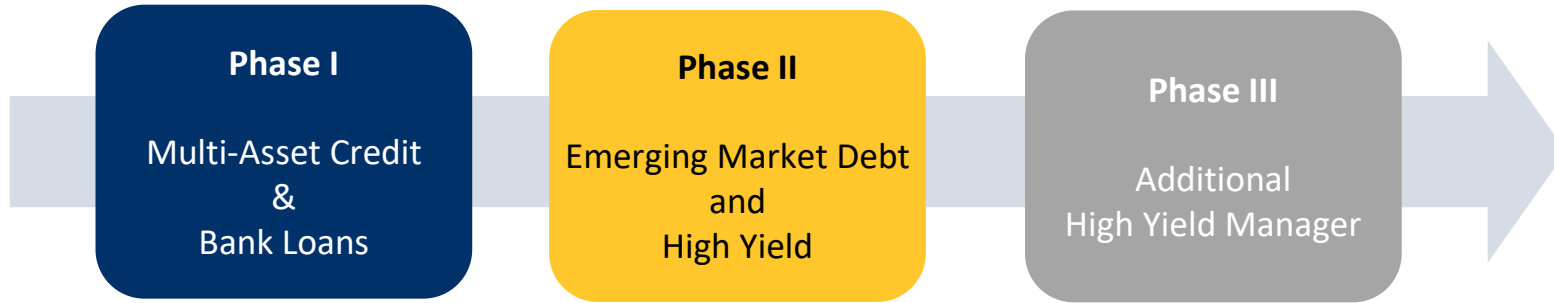 Phase I
Multi-Asset Credit
&
Bank Loans
Phase II
Emerging Market Debt
and
High Yield
Phase III
Additional
High Yield Manager